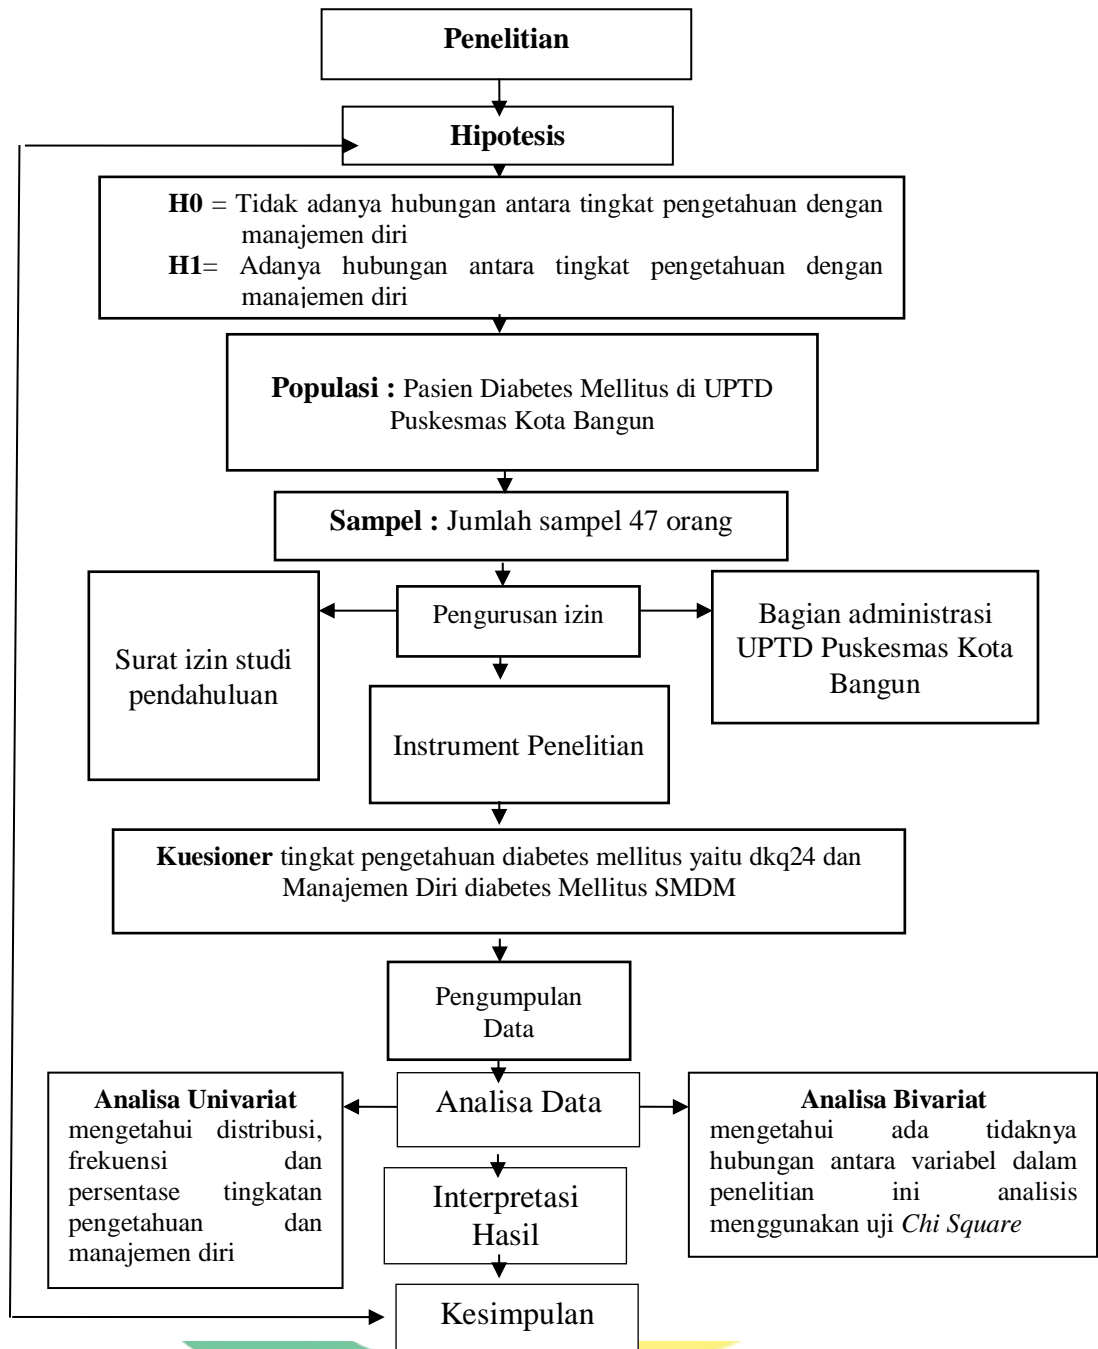 Penelitian
Hipotesis
H0 = Tidak adanya hubungan antara tingkat pengetahuan dengan
manajemen diri
H1= Adanya hubungan antara tingkat pengetahuan dengan
manajemen diri
Populasi : Pasien Diabetes Mellitus di UPTD
Puskesmas Kota Bangun
Sampel : Jumlah sampel 47 orang
Surat izin studi
pendahuluan
Pengurusan izin
Bagian administrasi
UPTD Puskesmas Kota
Bangun
Instrument Penelitian
Kuesioner tingkat pengetahuan diabetes mellitus yaitu dkq24 dan
Manajemen Diri diabetes Mellitus SMDM
Pengumpulan
Data
Analisa Univariat
mengetahui distribusi,
frekuensi dan
persentase tingkatan
pengetahuan dan
manajemen diri
Analisa Data
Analisa Bivariat
mengetahui ada tidaknya
hubungan antara variabel dalam
penelitian ini analisis
menggunakan uji Chi Square
Interpretasi
Hasil
Kesimpulan